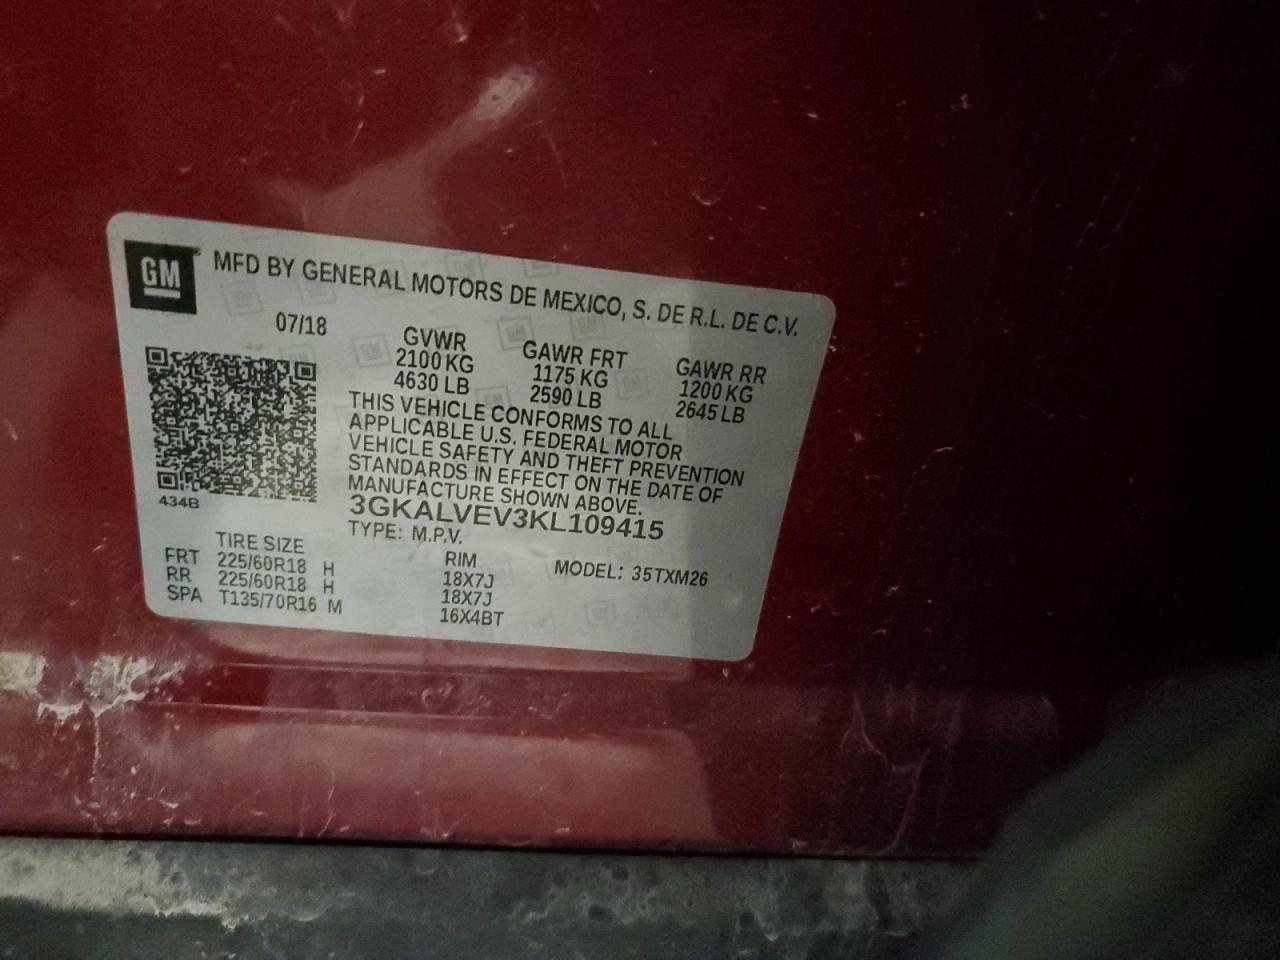 GM MFD BY GENERAL MOTORS DE MEXICO, S. DE R.L. DE C.V.
07/18 GVWR GAWR FRT GAWR RR
2100 KG 1175 KG 1200 KG
4630 LB 2590 LB 2645 LB
THIS VEHICLE CONFORMS TO ALL
APPLICABLE U.S. FEDERAL MOTOR
VEHICLE SAFETY AND THEFT PREVENTION
STANDARDS IN EFFECT ON THE DATE OF
MANUFACTURE SHOWN ABOVE.
434B 3GKALVEV3KL109415
TYPE: M.P.V. MODEL: 35TXM26
TIRE SIZE RIM
FRT 225/60R18 H 18X7J
RR 225/60R18 H 18X7J
SPA T135/70R16 M 16X4BT